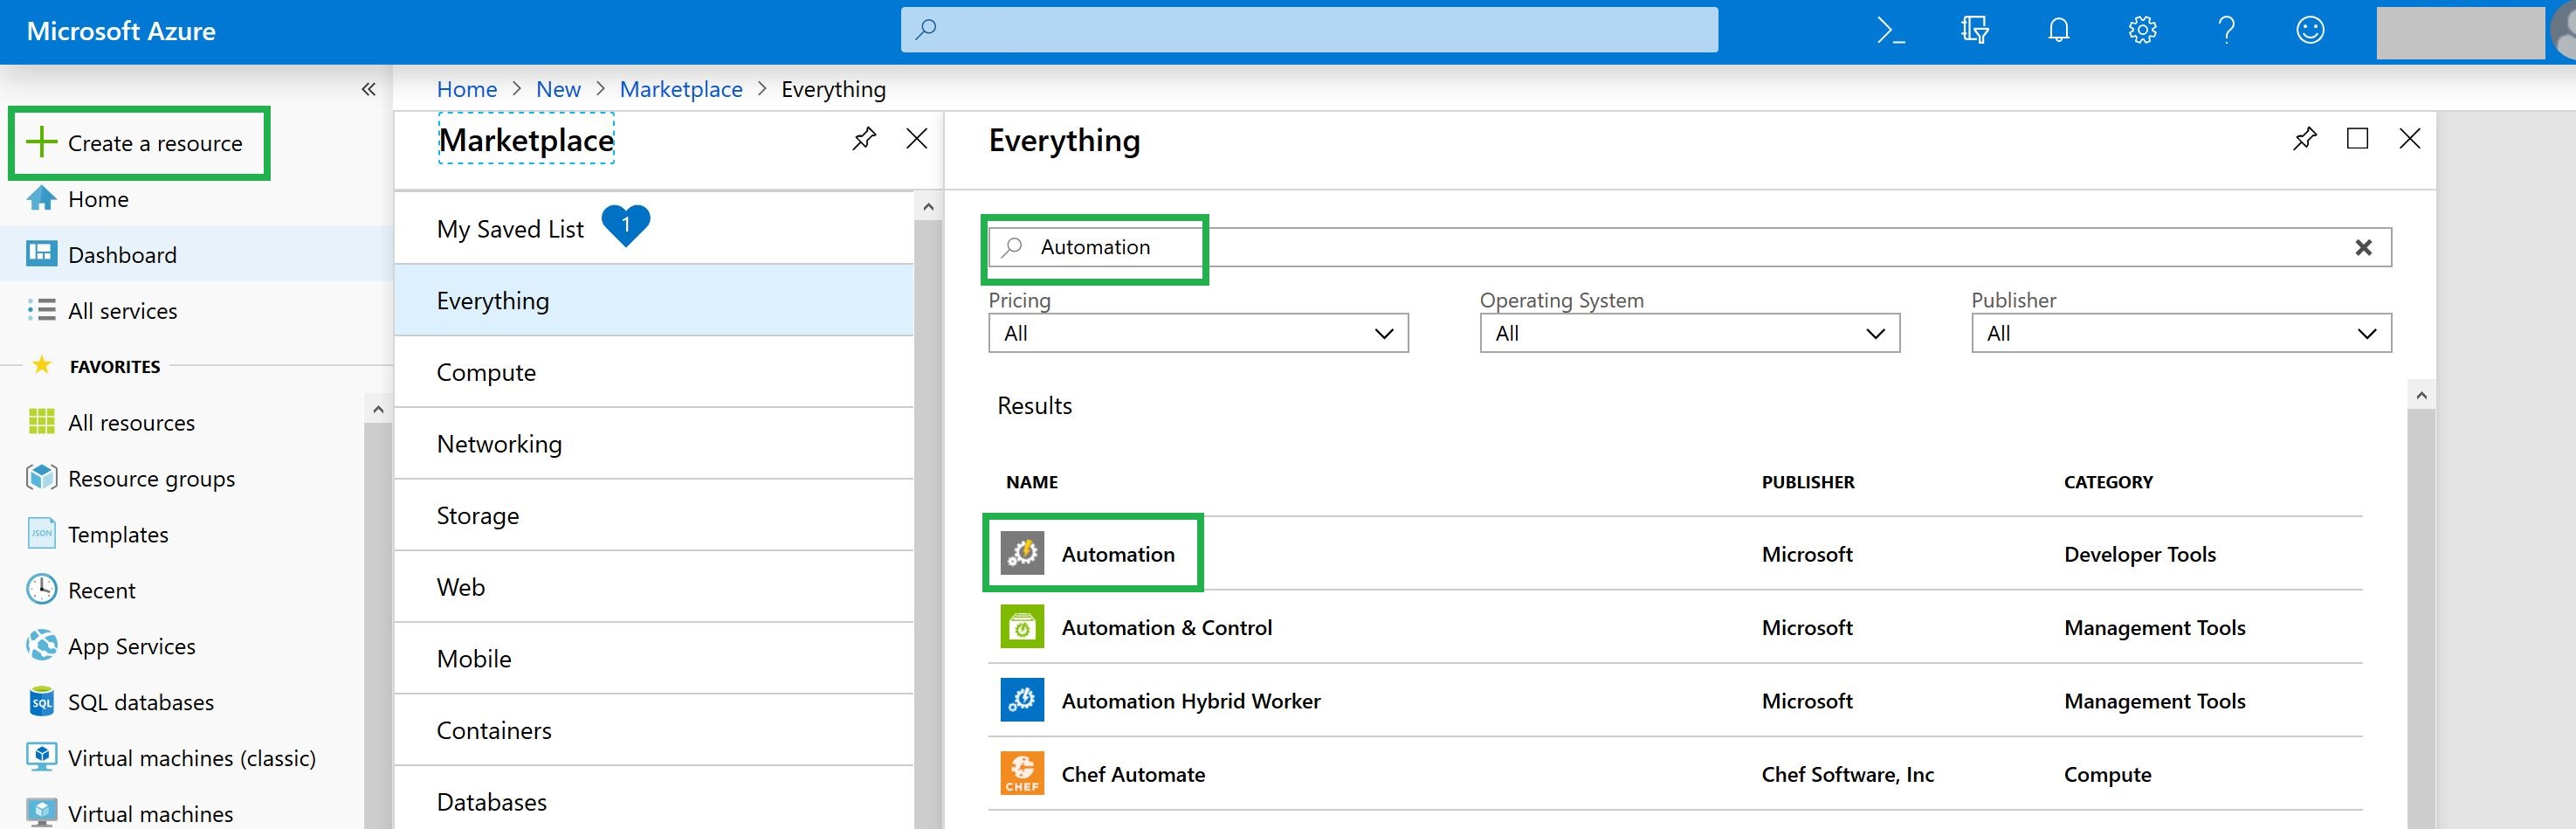 Microsoft Azure
Home > New > Marketplace > Everything
Create a resource
Home
Dashboard
All services
FAVORITES
All resources
Resource groups
JSON
Templates
Recent
App Services
SQL
SQL databases
Virtual machines (classic)
Virtual machines
Marketplace
My Saved List 1
Everything
Compute
Networking
Storage
Web
Mobile
Containers
Databases
Everything
Automation
Pricing Operating System Publisher
All All All
Results
NAME PUBLISHER CATEGORY
Automation Microsoft Developer Tools
Automation & Control Microsoft Management Tools
Automation Hybrid Worker Microsoft Management Tools
CHEF
Chef Automate Chef Software, Inc Compute